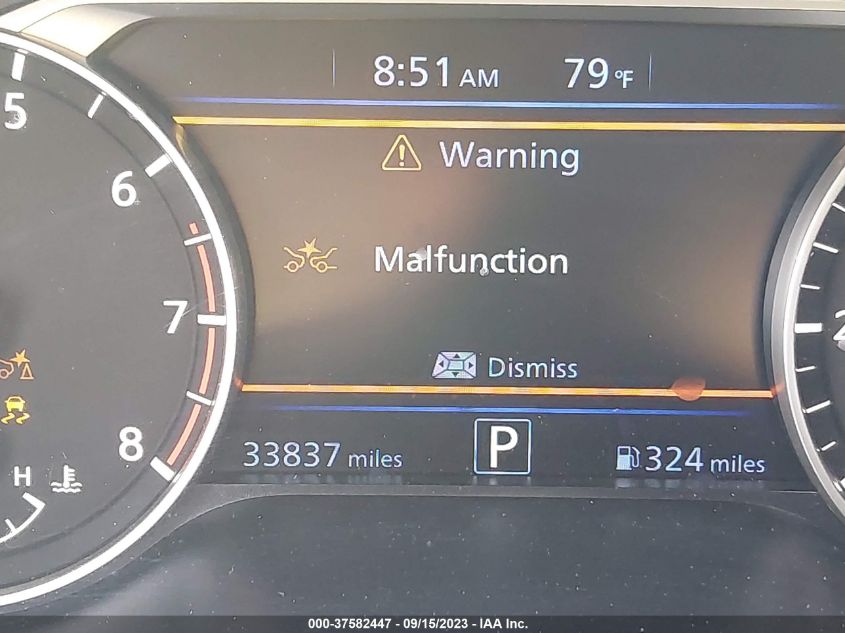 8:51 AM 79 °F
5
Warning
6
Malfunction
7
2
Dismiss
8
P
33837 miles
324 miles
H
000-37582447 - 09/15/2023 - IAA Inc.